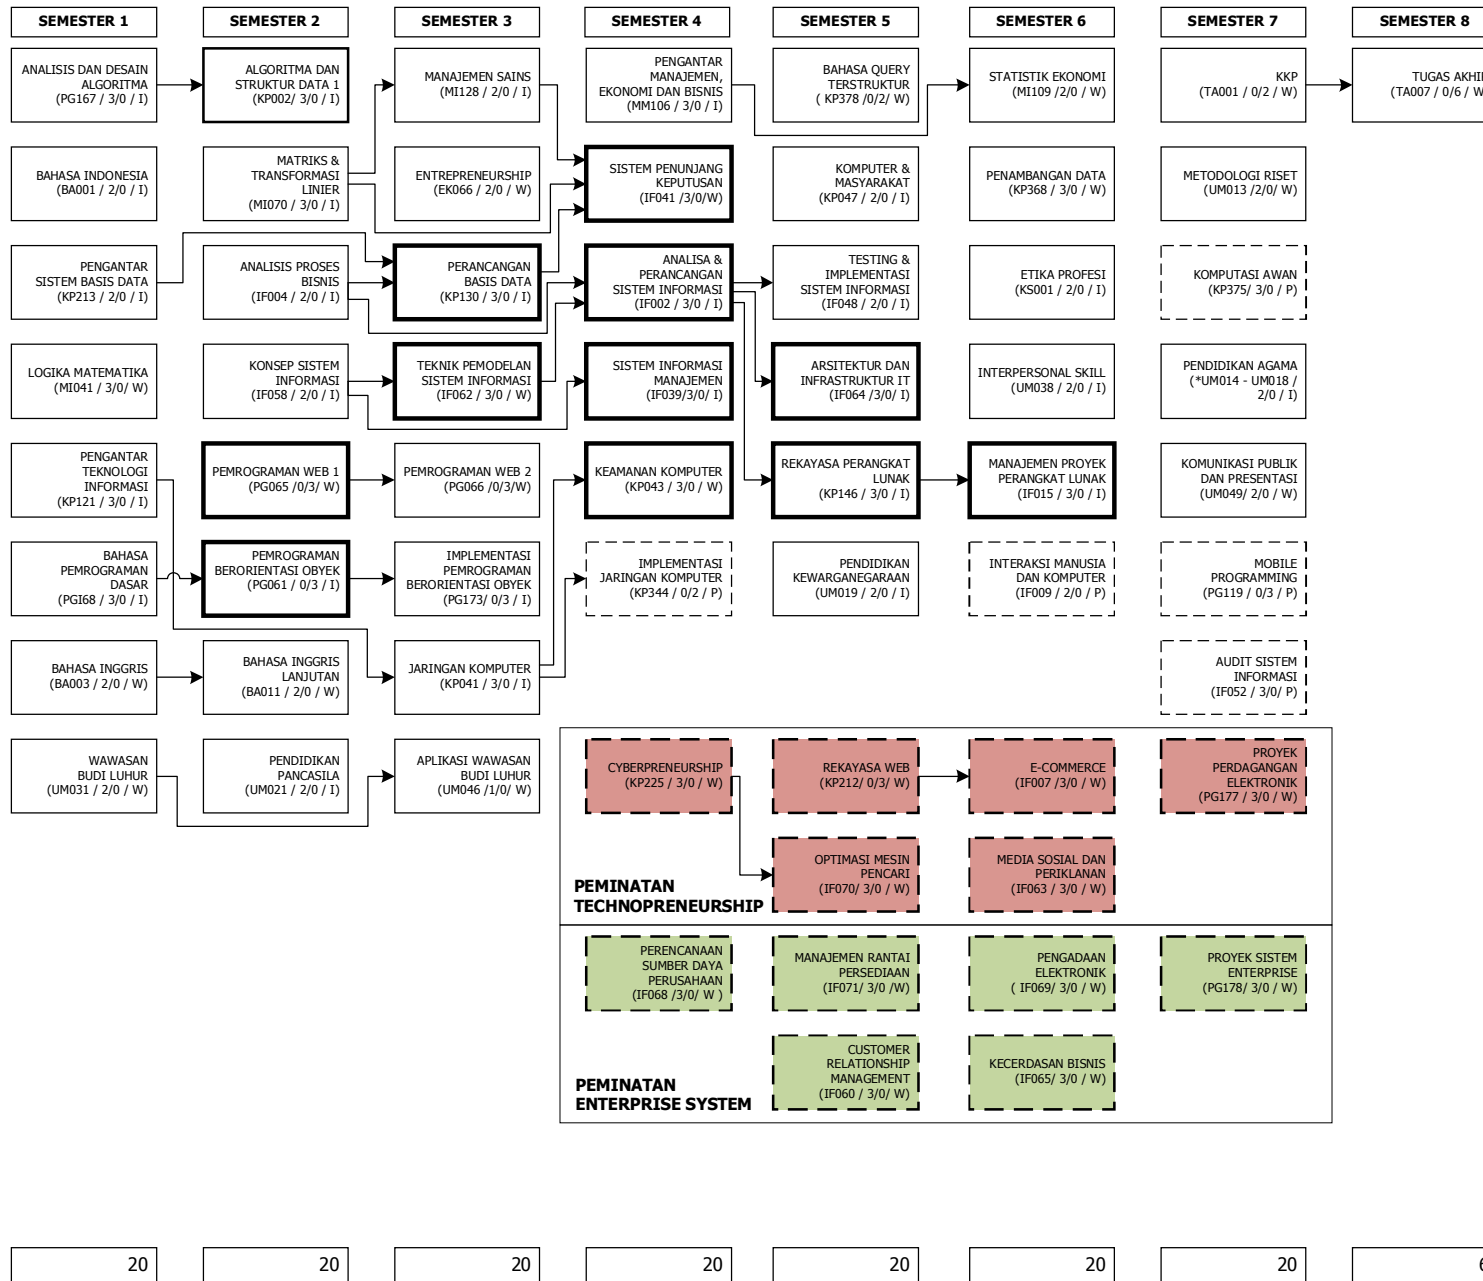 SEMESTER 1
SEMESTER 2
SEMESTER 3
SEMESTER 4
SEMESTER 5
SEMESTER 6
SEMESTER 7
SEMESTER 8
ANALISIS DAN DESAIN
ALGORITMA
(PG167 / 3/0 / I)
ALGORITMA DAN
STRUKTUR DATA 1
(KP002/ 3/0 / I)
MANAJEMEN SAINS
(MI128 / 2/0 / I)
PENGANTAR
MANAJEMEN,
EKONOMI DAN BISNIS
(MM106 / 3/0 / I)
BAHASA QUERY
TERSTRUKTUR
( KP378 /0/2/ W)
STATISTIK EKONOMI
(MI109 /2/0 / W)
KKP
(TA001 / 0/2 / W)
TUGAS AKHI
(TA007 / 0/6 / W
BAHASA INDONESIA
(BA001 / 2/0 / I)
MATRIKS &
TRANSFORMASI
LINIER
(MI070 / 3/0 / I)
ENTREPRENEURSHIP
(EK066 / 2/0 / W)
SISTEM PENUNJANG
KEPUTUSAN
(IF041 /3/0/W)
KOMPUTER &
MASYARAKAT
(KP047 / 2/0 / I)
PENAMBANGAN DATA
(KP368 / 3/0 / W)
METODOLOGI RISET
(UM013 /2/0/ W)
PENGANTAR
SISTEM BASIS DATA
(KP213 / 2/0 / I)
ANALISIS PROSES
BISNIS
(IF004 / 2/0 / I)
PERANCANGAN
BASIS DATA
(KP130 / 3/0 / I)
ANALISA &
PERANCANGAN
SISTEM INFORMASI
(IF002 / 3/0 / I)
TESTING &
IMPLEMENTASI
SISTEM INFORMASI
(IF048 / 2/0 / I)
ETIKA PROFESI
(KS001 / 2/0 / I)
KOMPUTASI AWAN
(KP375/ 3/0 / P)
LOGIKA MATEMATIKA
(MI041 / 3/0/ W)
KONSEP SISTEM
INFORMASI
(IF058 / 2/0 / I)
TEKNIK PEMODELAN
SISTEM INFORMASI
(IF062 / 3/0 / W)
SISTEM INFORMASI
MANAJEMEN
(IF039/3/0/ I)
ARSITEKTUR DAN
INFRASTRUKTUR IT
(IF064 /3/0/ I)
INTERPERSONAL SKILL
(UM038 / 2/0 / I)
PENDIDIKAN AGAMA
(*UM014 - UM018 /
2/0 / I)
PENGANTAR
TEKNOLOGI
INFORMASI
(KP121 / 3/0 / I)
PEMROGRAMAN WEB 1
(PG065 /0/3/ W)
PEMROGRAMAN WEB 2
(PG066 /0/3/W)
KEAMANAN KOMPUTER
(KP043 / 3/0 / W)
REKAYASA PERANGKAT
LUNAK
(KP146 / 3/0 / I)
MANAJEMEN PROYEK
PERANGKAT LUNAK
(IF015 / 3/0 / I)
KOMUNIKASI PUBLIK
DAN PRESENTASI
(UM049/ 2/0 / W)
BAHASA
PEMROGRAMAN
DASAR
(PGI68 / 3/0 / I)
PEMROGRAMAN
BERORIENTASI OBYEK
(PG061 / 0/3 / I)
IMPLEMENTASI
PEMROGRAMAN
BERORIENTASI OBYEK
(PG173/ 0/3 / I)
IMPLEMENTASI
JARINGAN KOMPUTER
(KP344 / 0/2 / P)
PENDIDIKAN
KEWARGANEGARAAN
(UM019 / 2/0 / I)
INTERAKSI MANUSIA
DAN KOMPUTER
(IF009 / 2/0 / P)
MOBILE
PROGRAMMING
(PG119 / 0/3 / P)
BAHASA INGGRIS
(BA003 / 2/0 / W)
BAHASA INGGRIS
LANJUTAN
(BA011 / 2/0 / W)
JARINGAN KOMPUTER
(KP041 / 3/0 / I)
AUDIT SISTEM
INFORMASI
(IF052 / 3/0/ P)
WAWASAN
BUDI LUHUR
(UM031 / 2/0 / W)
PENDIDIKAN
PANCASILA
(UM021 / 2/0 / I)
APLIKASI WAWASAN
BUDI LUHUR
(UM046 /1/0/ W)
CYBERPRENEURSHIP
(KP225 / 3/0 / W)
REKAYASA WEB
(KP212/ 0/3/ W)
E-COMMERCE
(IF007 /3/0 / W)
PROYEK
PERDAGANGAN
ELEKTRONIK
(PG177 / 3/0 / W)
OPTIMASI MESIN
PENCARI
(IF070/ 3/0 / W)
MEDIA SOSIAL DAN
PERIKLANAN
(IF063 / 3/0 / W)
PEMINATAN
TECHNOPRENEURSHIP
PERENCANAAN
SUMBER DAYA
PERUSAHAAN
(IF068 /3/0/ W )
MANAJEMEN RANTAI
PERSEDIAAN
(IF071/ 3/0 /W)
PENGADAAN
ELEKTRONIK
( IF069/ 3/0 / W)
PROYEK SISTEM
ENTERPRISE
(PG178/ 3/0 / W)
CUSTOMER
RELATIONSHIP
MANAGEMENT
(IF060 / 3/0/ W)
KECERDASAN BISNIS
(IF065/ 3/0 / W)
PEMINATAN
ENTERPRISE SYSTEM
20
20
20
20
20
20
20